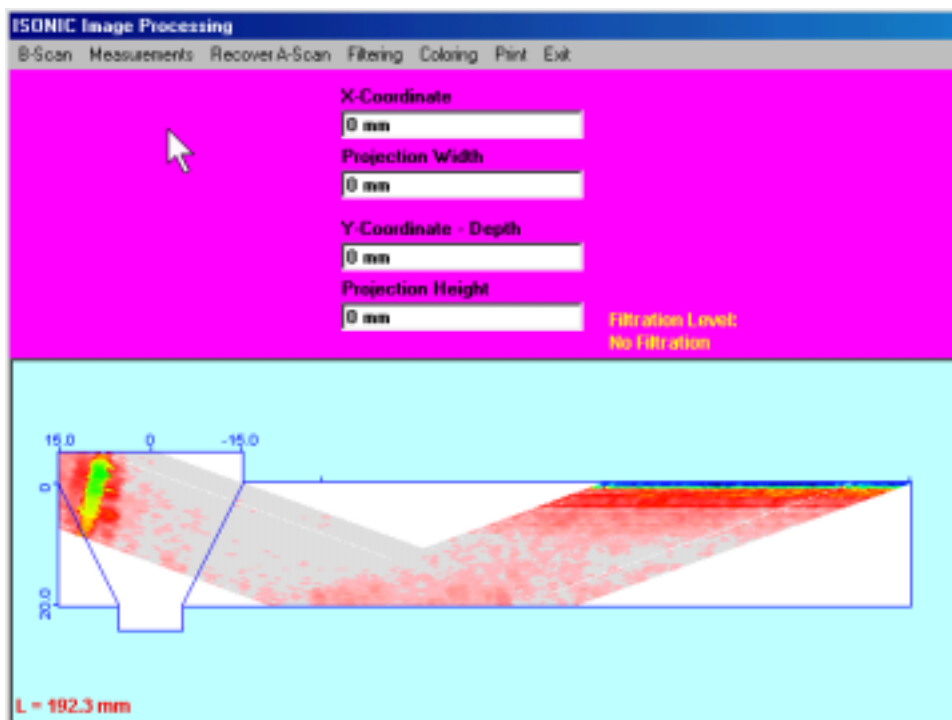 ISONIC Image Processing
B-Scan Measurements Recover A-Scan Filtering Coloring Print Exit
X-Coordinate
0 mm
Projection Width
0 mm
Y-Coordinate - Depth
0 mm
Projection Height
0 mm
Filtration Level:
No Filtration
15.0 0 -15.0
0
20.0
L = 192.3 mm